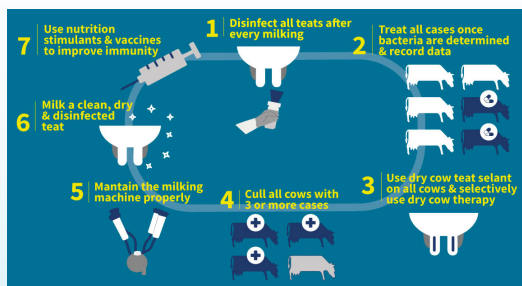 1 Disinfect all teats after
every milking
2 Treat all cases once
bacteria are determined
& record data
3 Use dry cow teat selant
on all cows & selectively
use dry cow therapy
4 Cull all cows with
3 or more cases
5 Mantain the milking
machine properly
6 Milk a clean, dry
& disinfected
teat
7 Use nutrition
stimulants & vaccines
to improve immunity